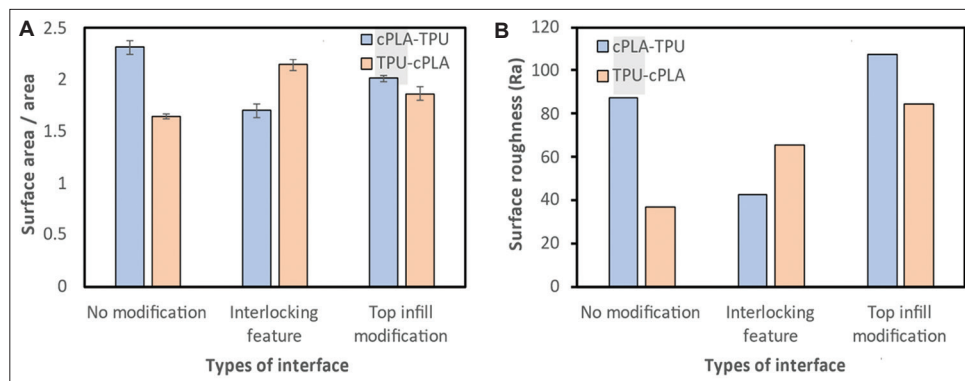 A
2.5
2
1.5
1
0.5
0
Surface area / area
cPLA-TPU
TPU-cPLA
No modification
Interlocking
feature
Top infill
modification
Types of interface
B
120
100
80
60
40
20
0
Surface roughness (Ra)
cPLA-TPU
TPU-cPLA
No modification
Interlocking
feature
Top infill
modification
Types of interface